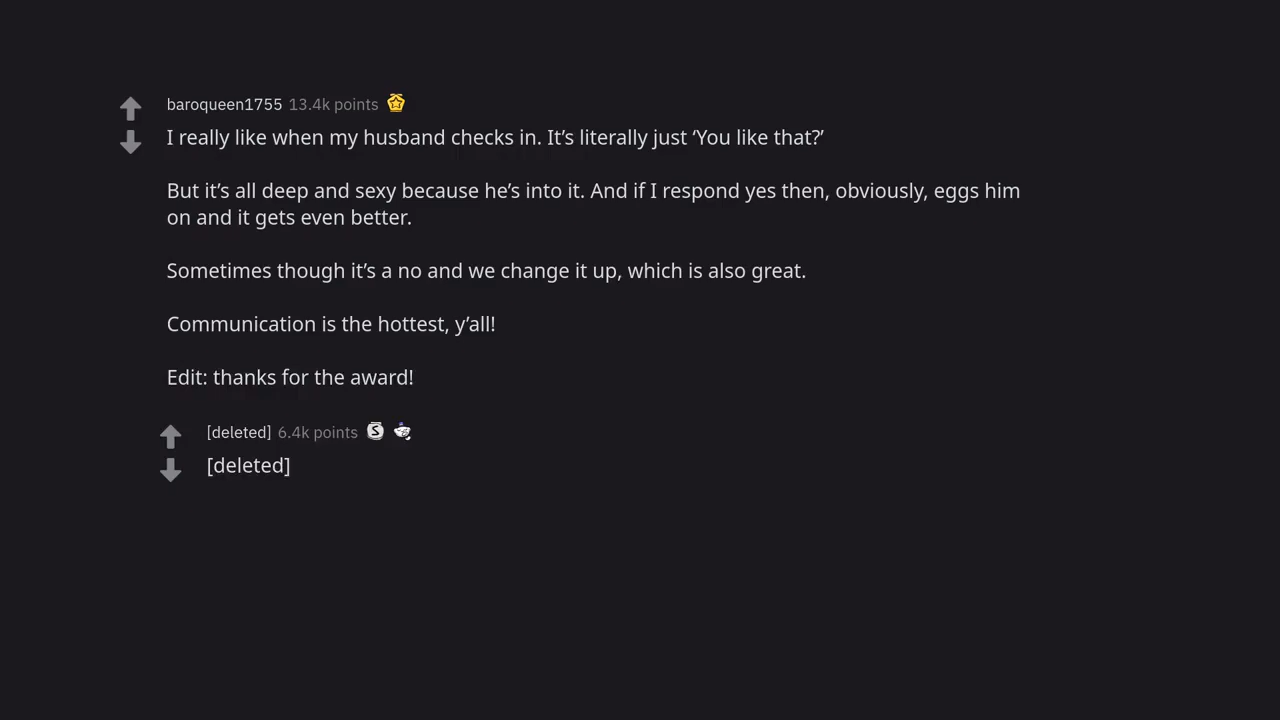 baroqueen1755 13.4k points
I really like when my husband checks in. It’s literally just ‘You like that?’
But it’s all deep and sexy because he’s into it. And if I respond yes then, obviously, eggs him
on and it gets even better.
Sometimes though it’s a no and we change it up, which is also great.
Communication is the hottest, y’all!
Edit: thanks for the award!
[deleted] 6.4k points
[deleted]